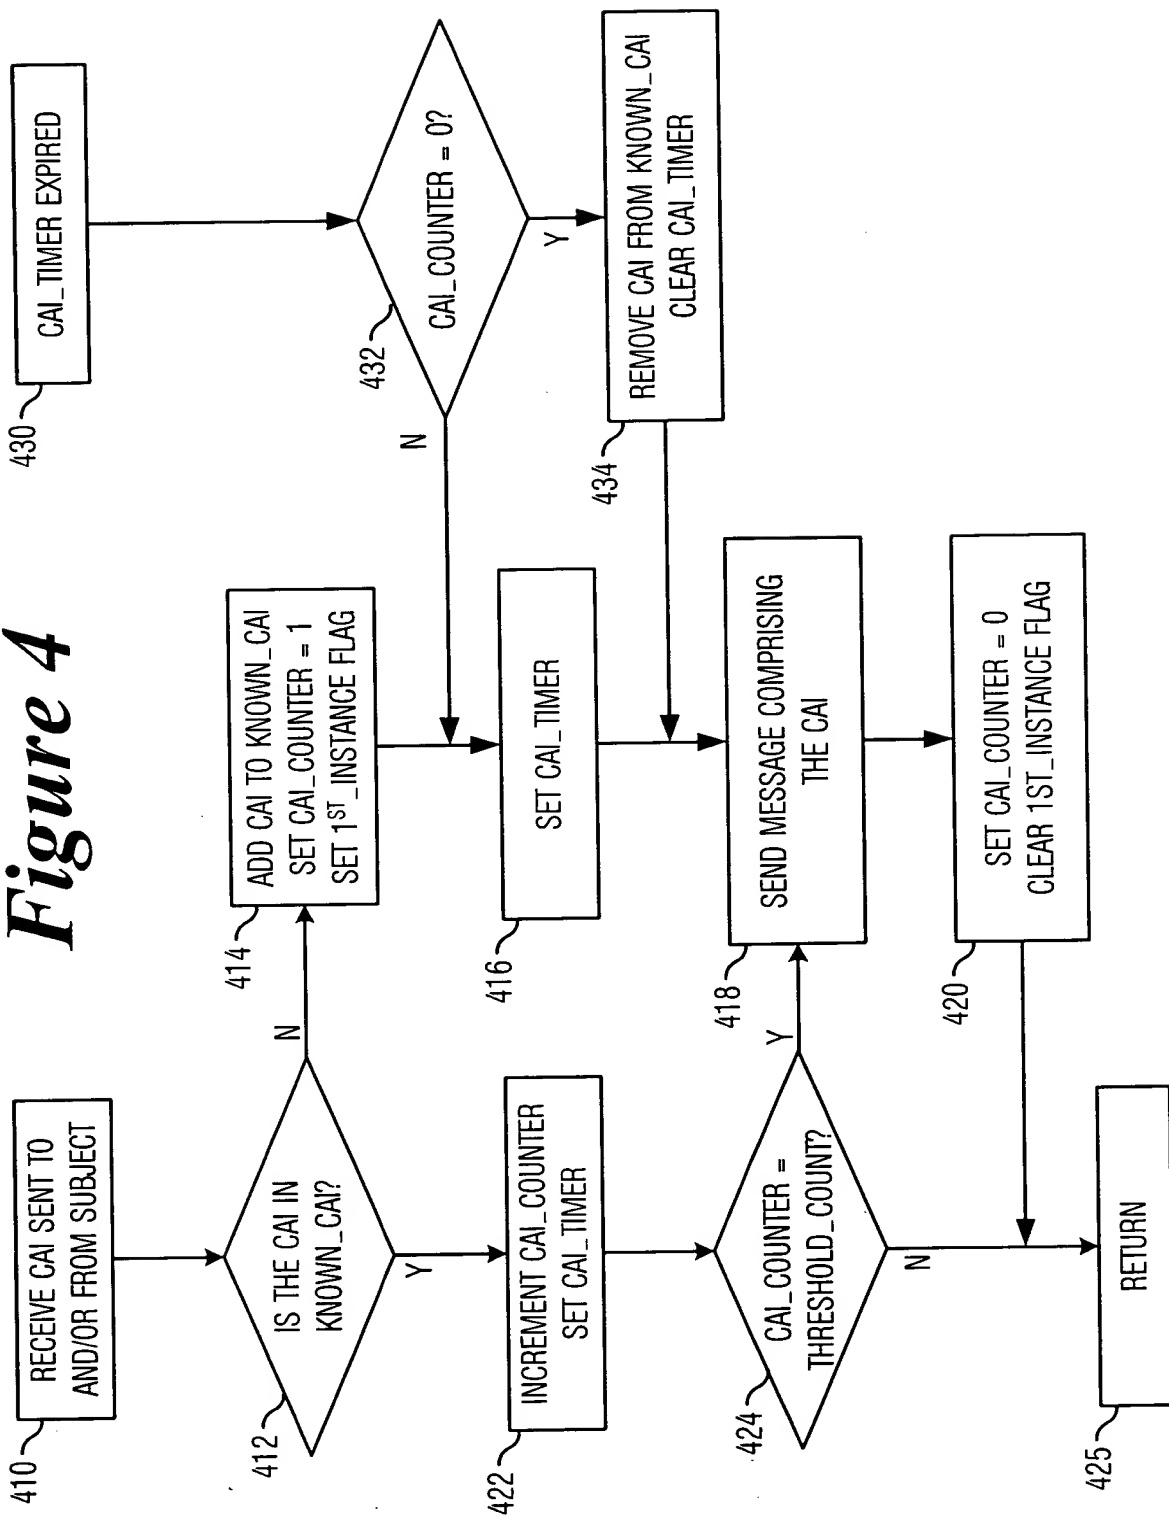 Figure 4
410
RECEIVE CAI SENT TO
AND/OR FROM SUBJECT
412
IS THE CAI IN
KNOWN_CAI?
N
Y
414
ADD CAI TO KNOWN_CAI
SET CAI_COUNTER = 1
SET 1ST_INSTANCE FLAG
416
SET CAI_TIMER
422
INCREMENT CAI_COUNTER
SET CAI_TIMER
424
CAI_COUNTER =
THRESHOLD_COUNT?
Y
N
418
SEND MESSAGE COMPRISING
THE CAI
420
SET CAI_COUNTER = 0
CLEAR 1ST_INSTANCE FLAG
425
RETURN
430
CAI_TIMER EXPIRED
432
CAI_COUNTER = 0?
N
Y
434
REMOVE CAI FROM KNOWN_CAI
CLEAR CAI_TIMER